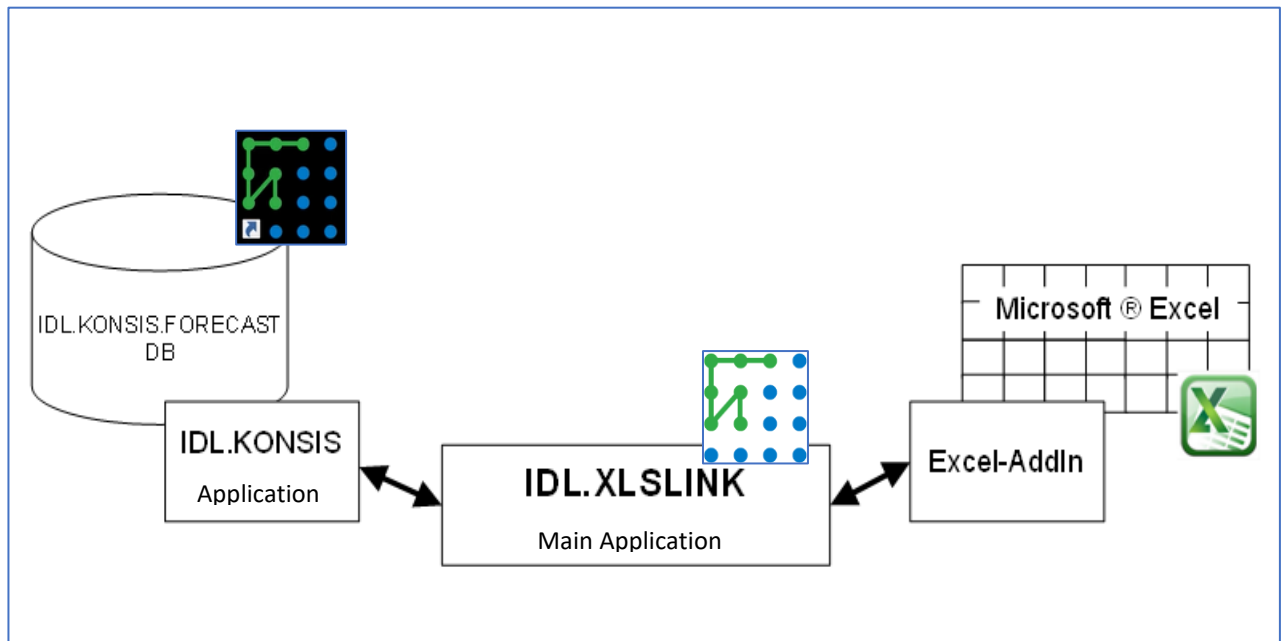 IDL.KONSIS.FORECAST
DB
IDL.KONSIS
Application
IDL.XLSLINK
Main Application
Microsoft ® Excel
Excel-AddIn